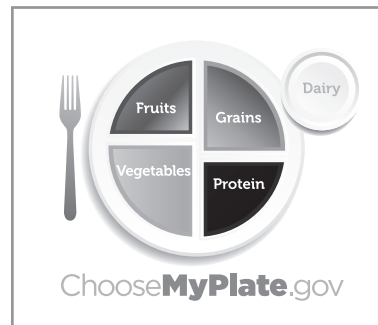 Dairy
Fruits
Grains
Vegetables
Protein
ChooseMyPlate.gov